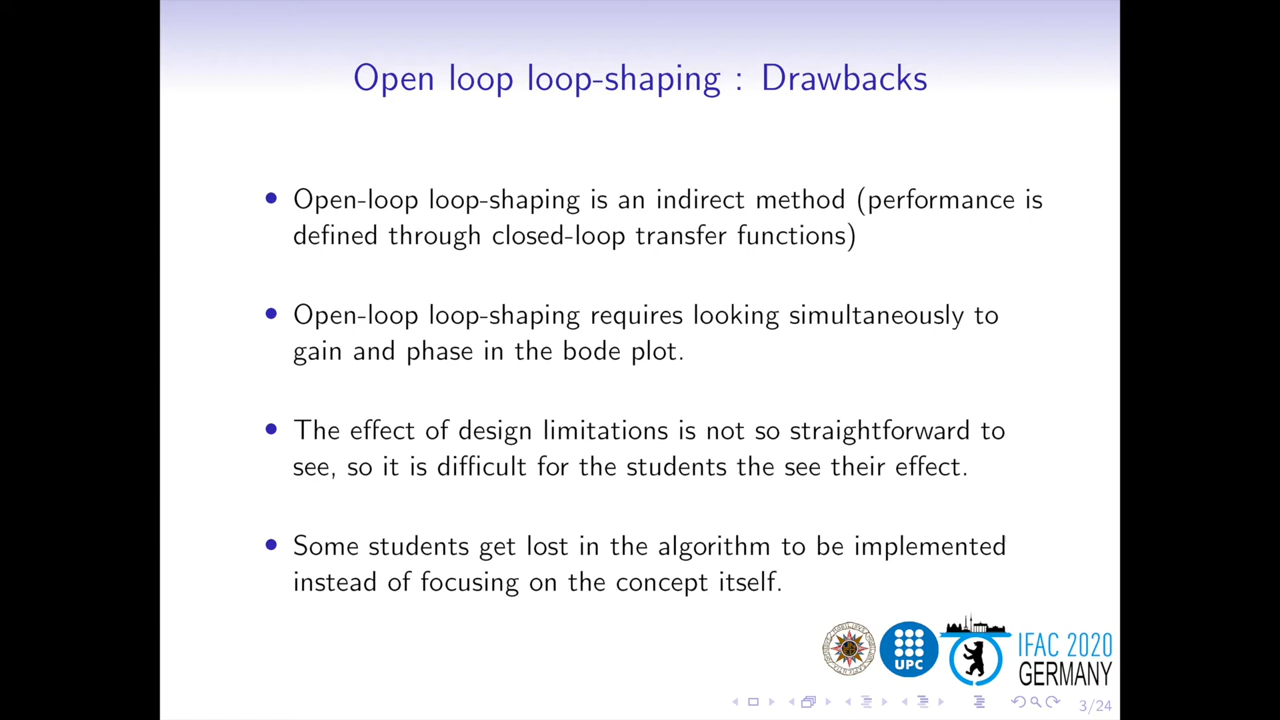 Open loop loop-shaping : Drawbacks
Open-loop loop-shaping is an indirect method (performance is
defined through closed-loop transfer functions)
Open-loop loop-shaping requires looking simultaneously to
gain and phase in the bode plot.
The effect of design limitations is not so straightforward to
see, so it is difficult for the students the see their effect.
Some students get lost in the algorithm to be implemented
instead of focusing on the concept itself.
UPC
IFAC 2020
GERMANY
3/24